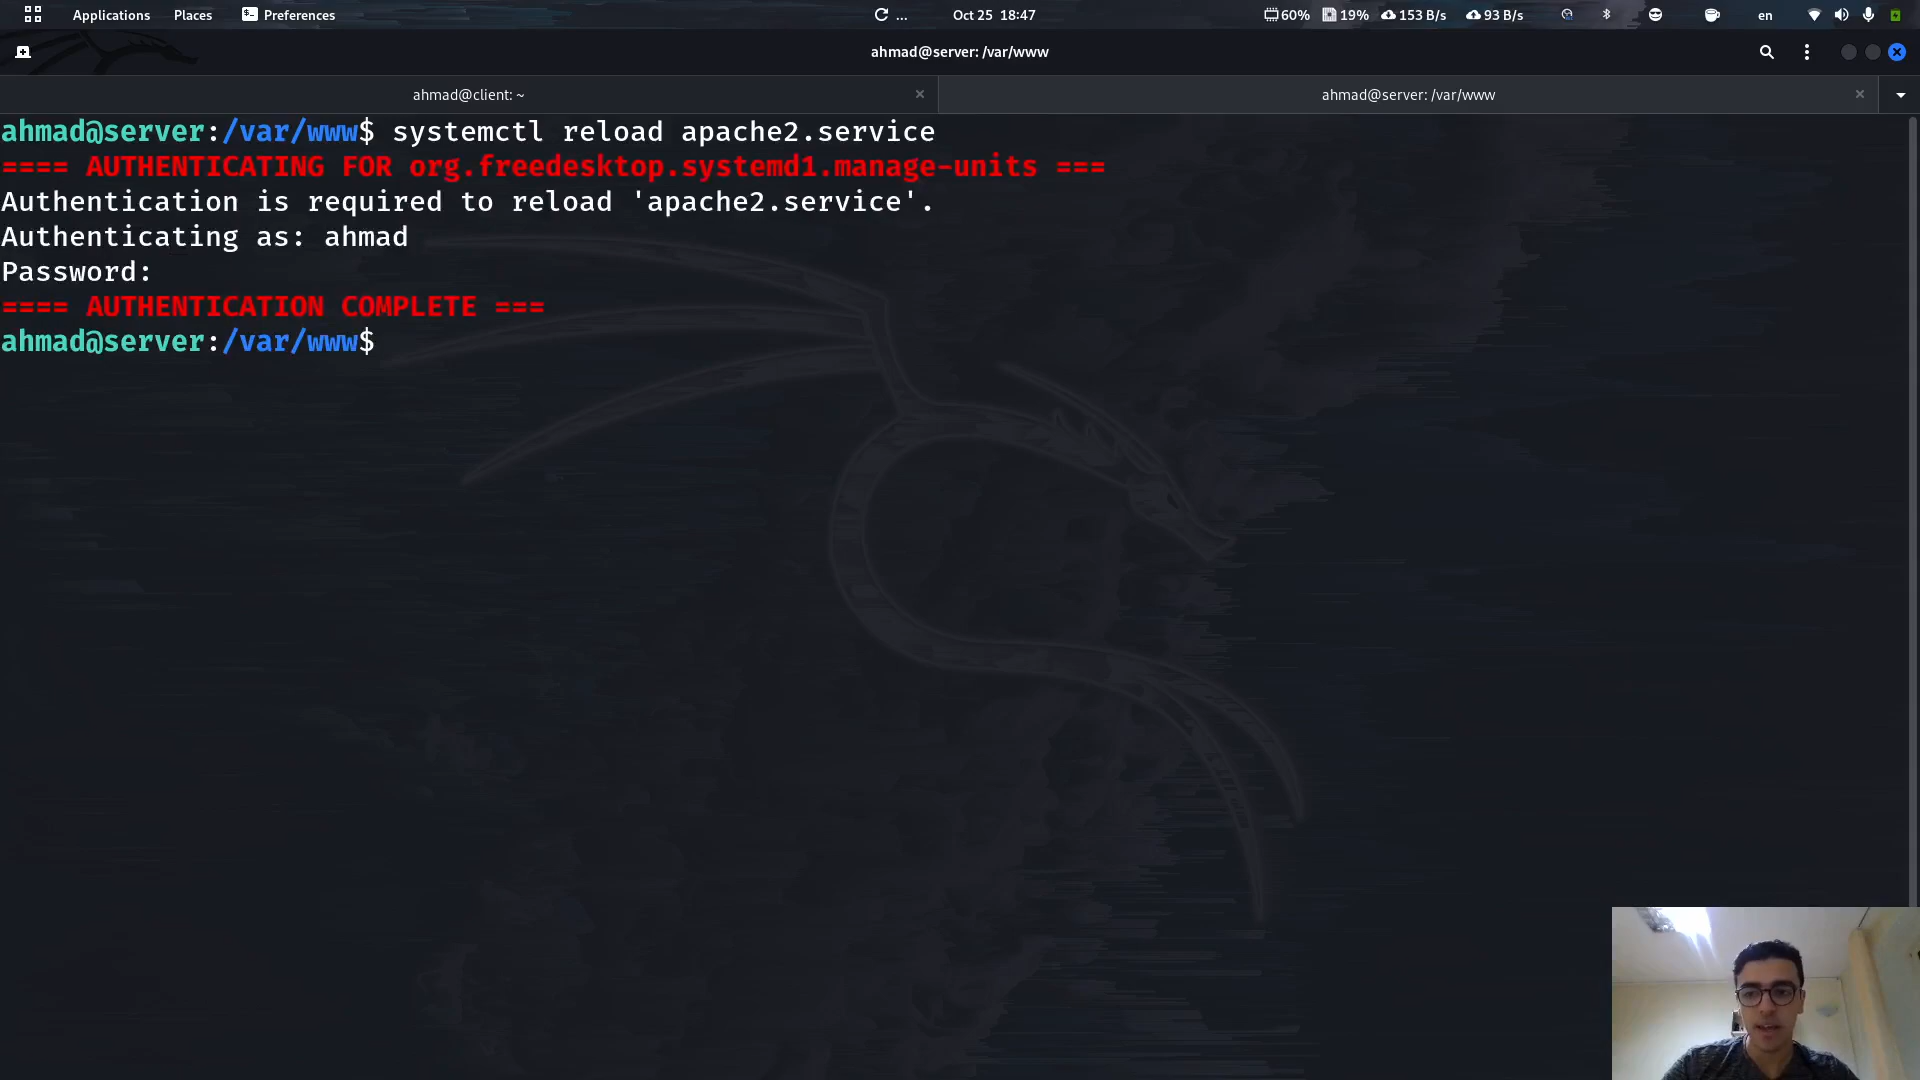 Applications Places Preferences ... Oct 25 18:47 60% 19% 153 B/s 93 B/s en
ahmad@server: /var/www
ahmad@client: ~ ahmad@server: /var/www
ahmad@server:/var/www$ systemctl reload apache2.service
==== AUTHENTICATING FOR org.freedesktop.systemd1.manage-units ===
Authentication is required to reload 'apache2.service'.
Authenticating as: ahmad
Password:
==== AUTHENTICATION COMPLETE ===
ahmad@server:/var/www$